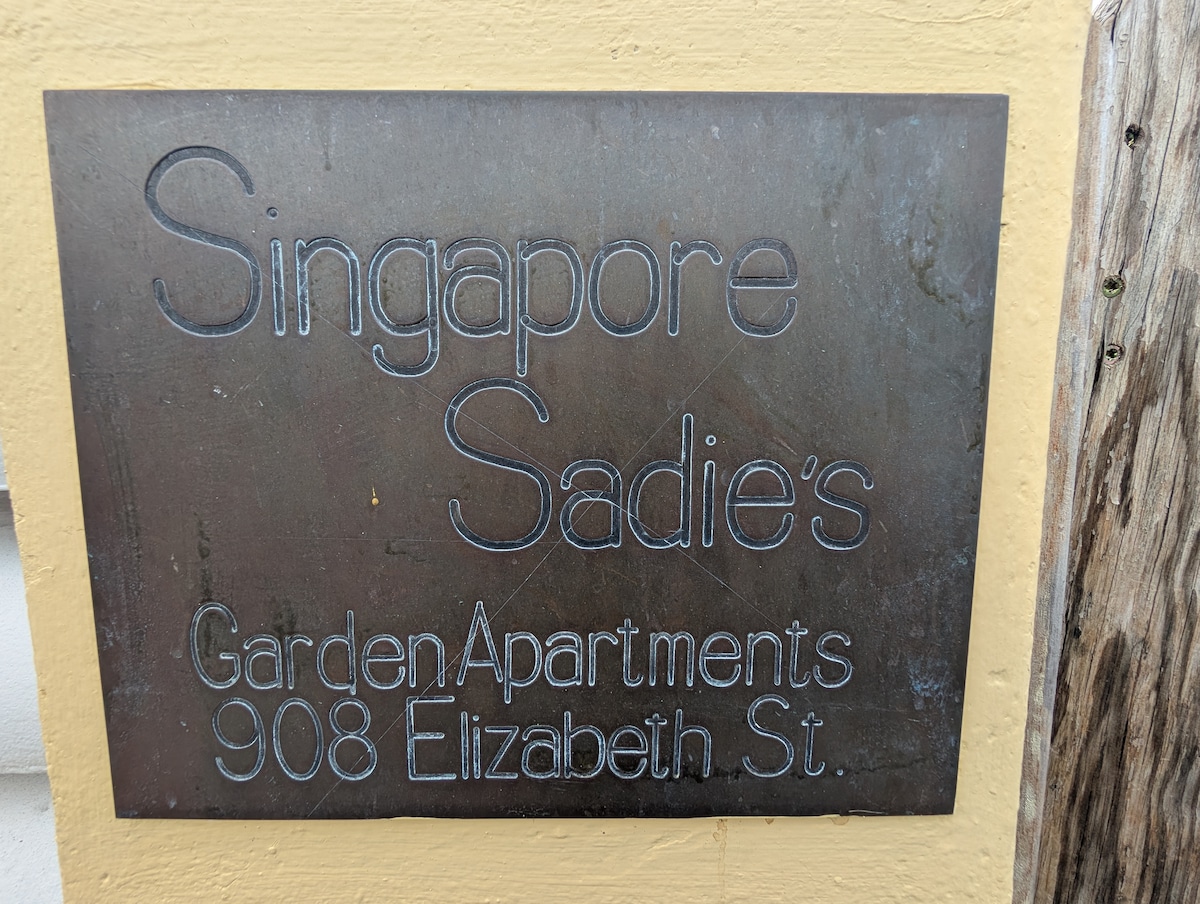 Singapore
Sadie's
Garden Apartments
908 Elizabeth St.